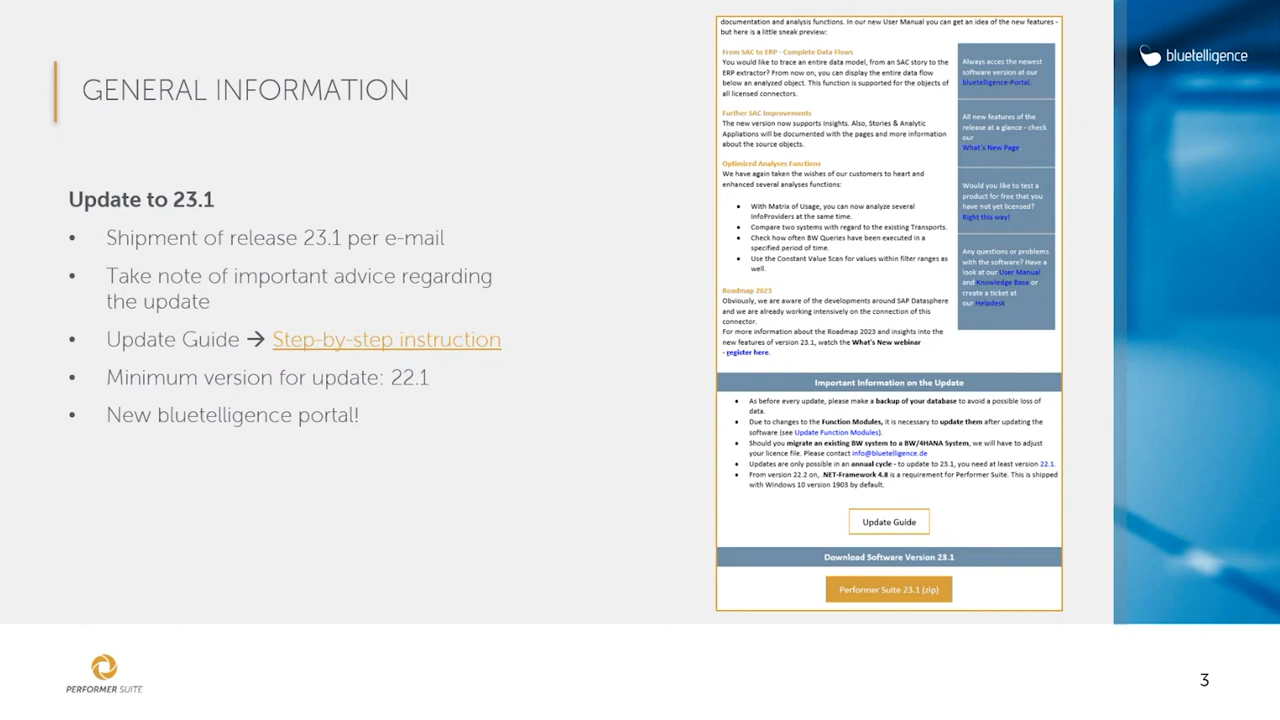 GENERAL INFORMATION
Update to 23.1
• Shipment of release 23.1 per e-mail
• Take note of important advice regarding
the update
• Update Guide → Step-by-step instruction
• Minimum version for update: 22.1
• New bluetelligence portal!
documentation and analysis functions. In our new User Manual you can get an idea of the new features -
but here is a little sneak preview:
From SAC to ERP - Complete Data Flows
You would like to trace an entire data model, from an SAC story to the
ERP extractor? From now on, you can display the entire data flow
below an analyzed object. This function is supported for the objects of
all licensed connectors.
Further SAC Improvements
The new version now supports Insights. Also, Stories & Analytic
Appliations will be documented with the pages and more information
about the source objects.
Optimized Analyses Functions
We have again taken the wishes of our customers to heart and
enhanced several analyses functions:
• With Matrix of Usage, you can now analyze several
InfoProviders at the same time.
• Compare two systems with regard to the existing Transports.
• Check how often BW Queries have been executed in a
specified period of time.
• Use the Constant Value Scan for values within filter ranges as
well.
Roadmap 2023
Obviously, we are aware of the developments around SAP Datasphere
and we are already working intensively on the connection of this
connector.
For more information about the Roadmap 2023 and insights into the
new features of version 23.1, watch the What's New webinar
- register here.
Always acces the newest
software version at our
bluetelligence-Portal.
All new features of the
release at a glance - check
our
What's New Page
Would you like to test a
product for free that you
have not yet licensed?
Right this way!
Any questions or problems
with the software? Have a
look at our User Manual
and Knowledge Base or
create a ticket at
our Helpdesk
Important Information on the Update
• As before every update, please make a backup of your database to avoid a possible loss of
data.
• Due to changes to the Function Modules, it is necessary to update them after updating the
software (see Update Function Modules).
• Should you migrate an existing BW system to a BW/4HANA System, we will have to adjust
your licence file. Please contact info@bluetelligence.de
• Updates are only possible in an annual cycle - to update to 23.1, you need at least version 22.1.
• From version 22.2 on, .NET-Framework 4.8 is a requirement for Performer Suite. This is shipped
with Windows 10 version 1903 by default.
Update Guide
Download Software Version 23.1
Performer Suite 23.1 (zip)
bluetelligence
PERFORMER SUITE
3